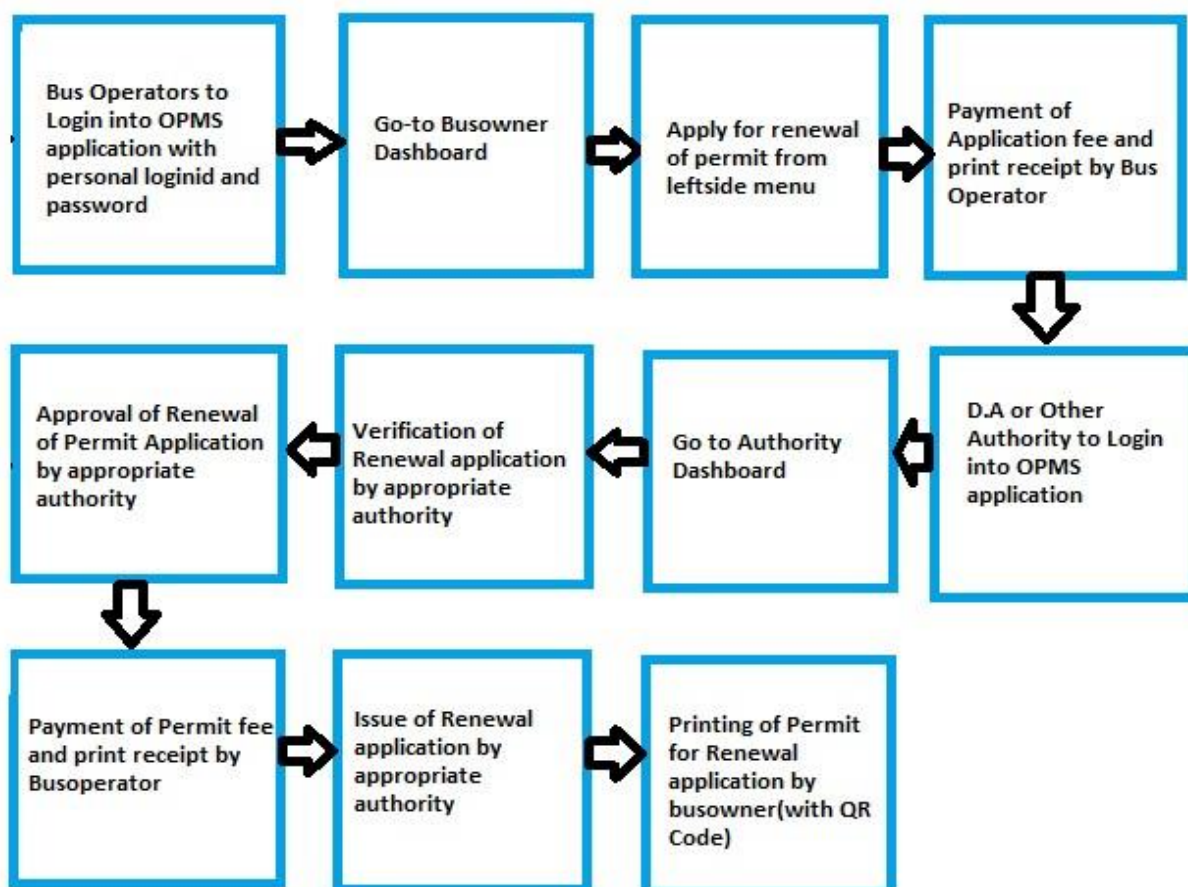 Bus Operators to
Login into OPMS
application with
personal loginid and
password
Go-to Busowner
Dashboard
Apply for renewal
of permit from
leftside menu
Payment of
Application fee and
print receipt by Bus
Operator
D.A or Other
Authority to Login
into OPMS
application
Go to Authority
Dashboard
Verification of
Renewal application
by appropriate
authority
Approval of Renewal
of Permit Application
by appropriate
authority
Payment of Permit fee
and print receipt by
Busoperator
Issue of Renewal
application by
appropriate
authority
Printing of Permit
for Renewal
application by
busowner(with QR
Code)